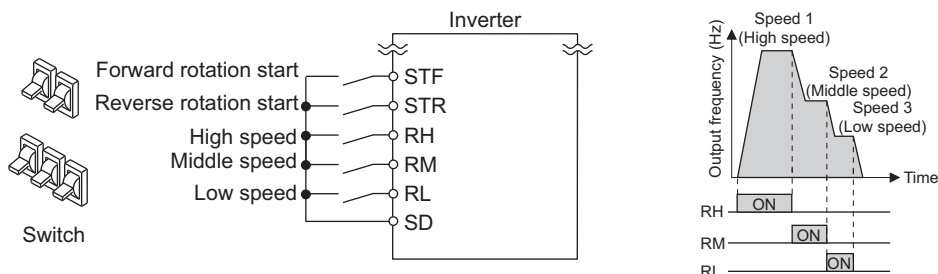 Inverter
Forward rotation start
STF
Reverse rotation start
STR
High speed
RH
Middle speed
RM
Low speed
RL
SD
Switch
Output frequency (Hz)
Speed 1
(High speed)
Speed 2
(Middle speed)
Speed 3
(Low speed)
Time
RH
ON
RM
ON
RL
ON